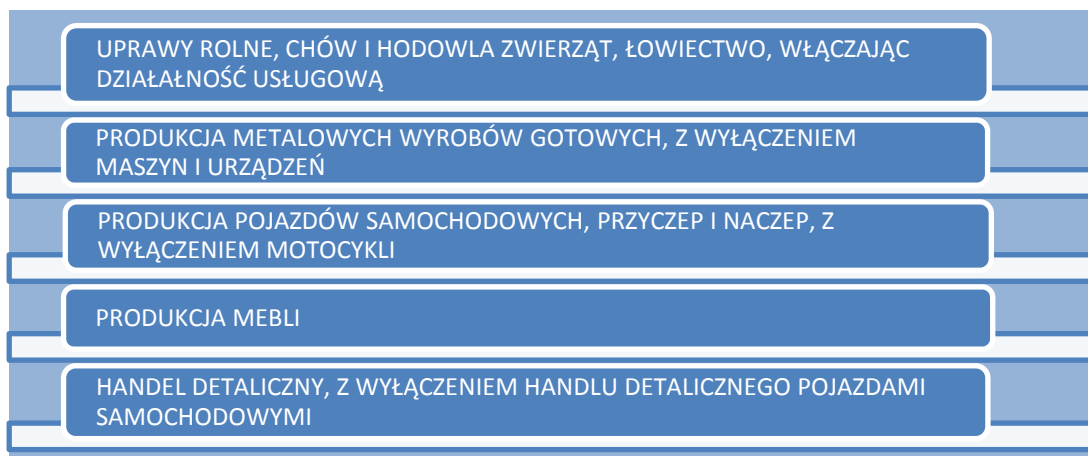 UPRAWY ROLNE, CHÓW I HODOWLA ZWIERZĄT, ŁOWIECTWO, WŁĄCZAJĄC
DZIAŁAŁNOŚĆ USŁUGOWĄ
PRODUKCJA METALOWYCH WYROBÓW GOTOWYCH, Z WYŁĄCZENIEM
MASZYN I URZĄDZEŃ
PRODUKCJA POJAZDÓW SAMOCHODOWYCH, PRZYCZEP I NACZEP, Z
WYŁĄCZENIEM MOTOCYKLI
PRODUKCJA MEBLI
HANDEL DETALICZNY, Z WYŁĄCZENIEM HANDLU DETALICZNEGO POJAZDAMI
SAMOCHODOWYMI